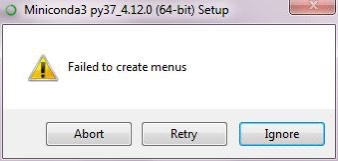 Miniconda3 py37_4.12.0 (64-bit) Setup
Failed to create menus
Abort
Retry
Ignore